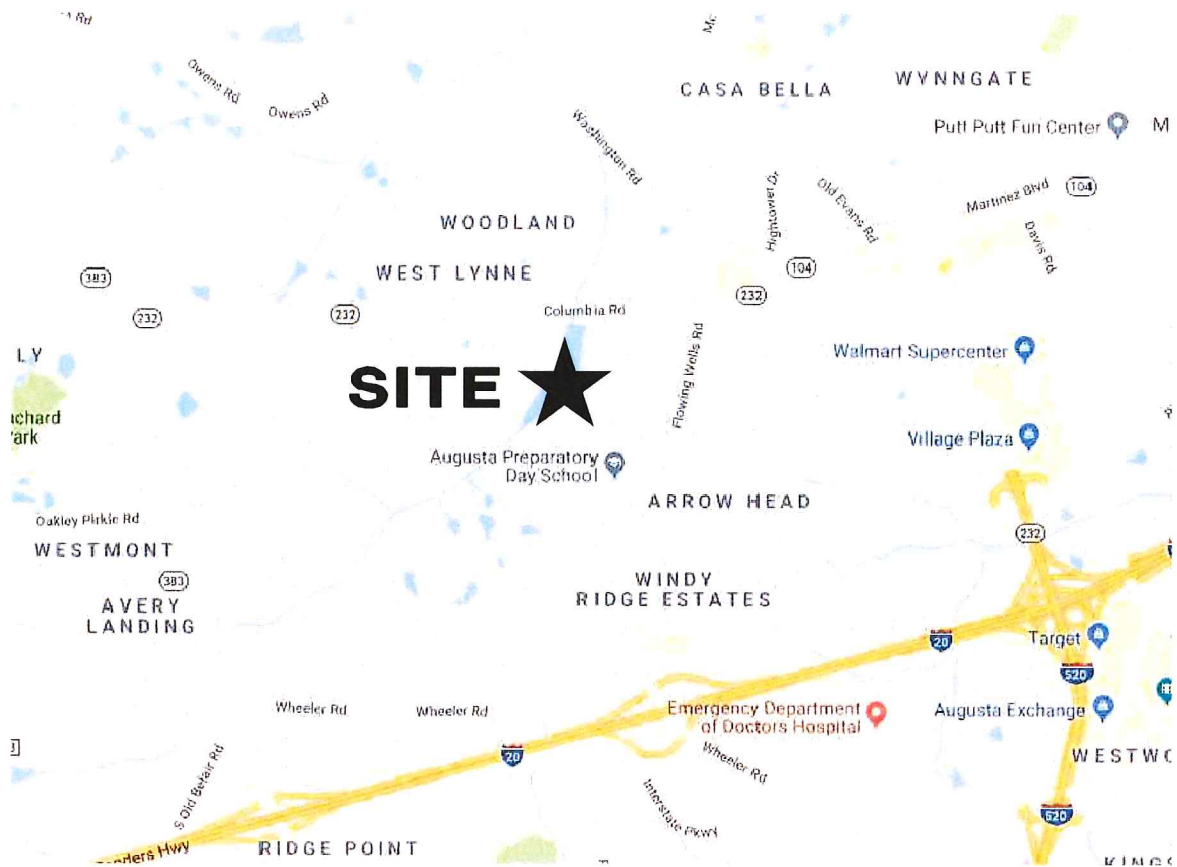 Rd
Owens Rd
Owens Rd
CASA BELLA
WYNNGATE
Putt Putt Fun Center
M
Washington Rd
Hightower Dr
Old Evans Rd
Martinez Blvd
104
Davis Rd
WOODLAND
WEST LYNNE
383
232
232
104
232
Columbia Rd
Flowing Wells Rd
Walmart Supercenter
LY
SITE
Village Plaza
Augusta Preparatory
Day School
ARROW HEAD
Oakley Pirkle Rd
WESTMONT
383
AVERY
LANDING
WINDY
RIDGE ESTATES
232
20
Target
520
Wheeler Rd
Wheeler Rd
Emergency Department
of Doctors Hospital
Augusta Exchange
20
Wheeler Rd
WESTWO
S Old Belair Rd
Interstate Pkwy
520
RIDGE POINT
KINGS